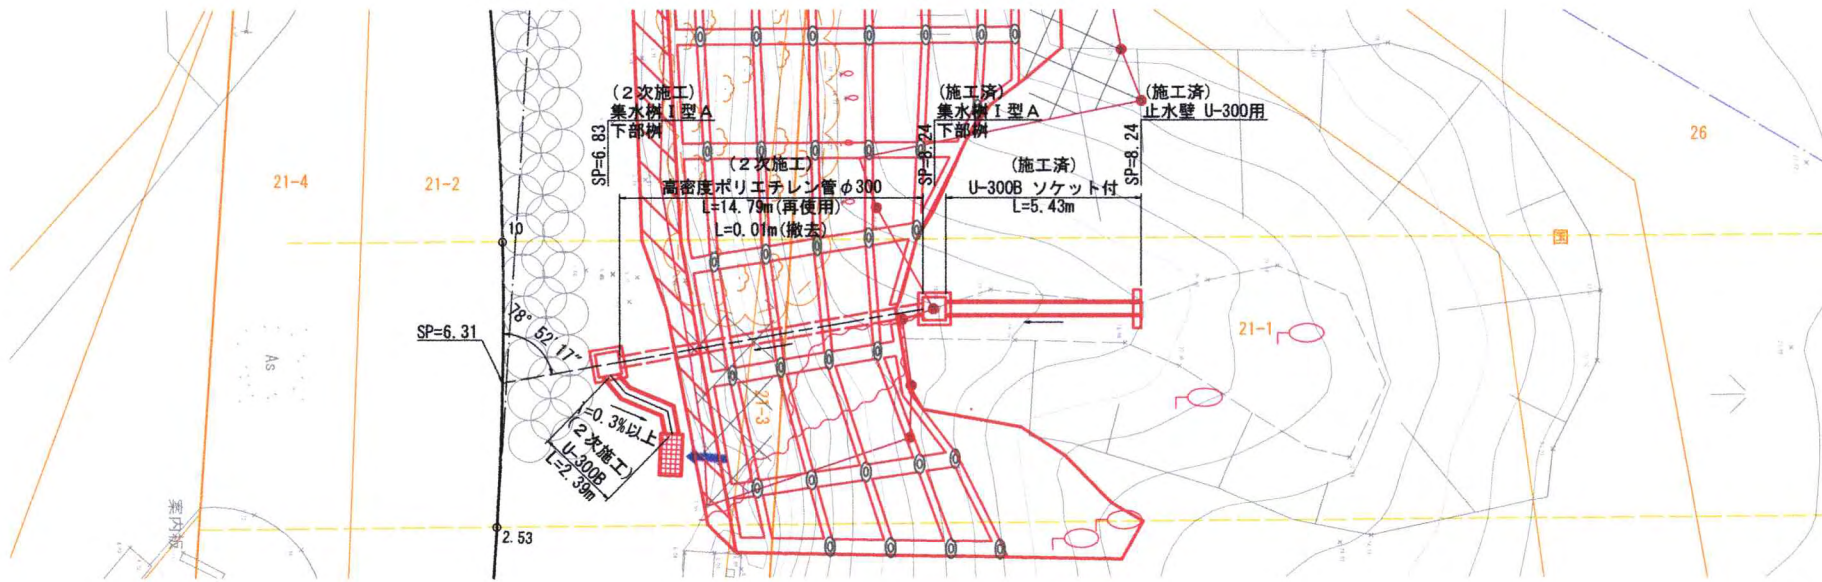 (2次施工)
集水桝Ⅰ型A
下部桝
SP=6.83
(施工済)
集水桝Ⅰ型A
下部桝
SP=8.24
(施工済)
止水壁 U-300用
SP=8.24
(2次施工)
高密度ポリエチレン管φ300
L=14.79m(再使用)
L=0.01m(撤去)
(施工済)
U-300B ソケット付
L=5.43m
21-4
21-2
26
国
10
SP=6.31
78° 52′17″
21-1
As
21-3
i=0.3%以上
(2次施工)
U-300B
L=2.39m
案内板
2.53